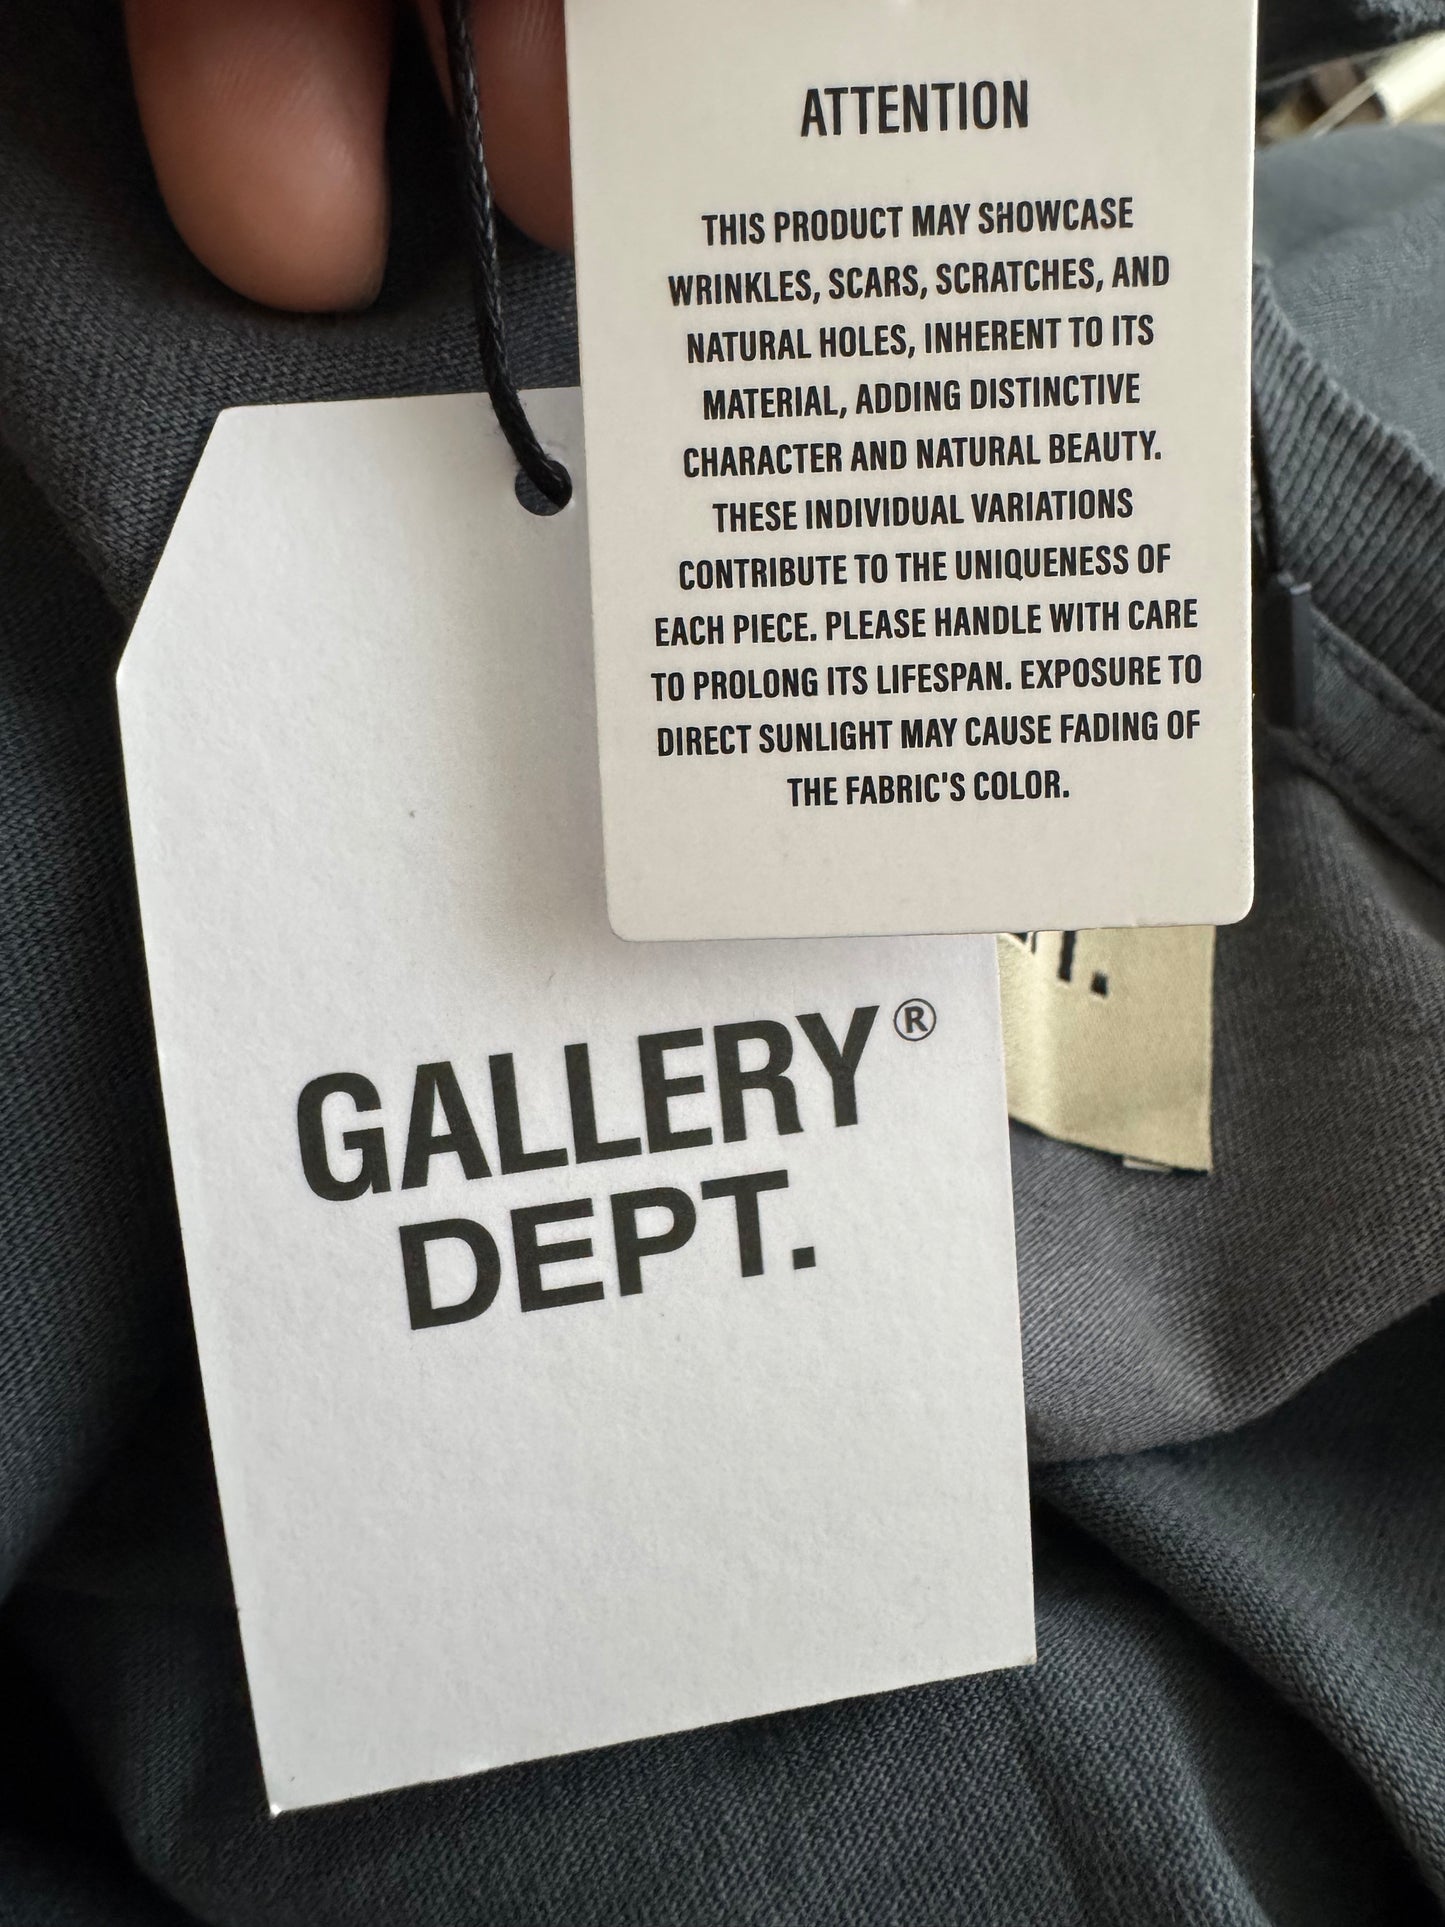 ATTENTION
THIS PRODUCT MAY SHOWCASE
WRINKLES, SCARS, SCRATCHES, AND
NATURAL HOLES, INHERENT TO ITS
MATERIAL, ADDING DISTINCTIVE
CHARACTER AND NATURAL BEAUTY.
THESE INDIVIDUAL VARIATIONS
CONTRIBUTE TO THE UNIQUENESS OF
EACH PIECE. PLEASE HANDLE WITH CARE
TO PROLONG ITS LIFESPAN. EXPOSURE TO
DIRECT SUNLIGHT MAY CAUSE FADING OF
THE FABRIC'S COLOR.
GALLERY®
DEPT.